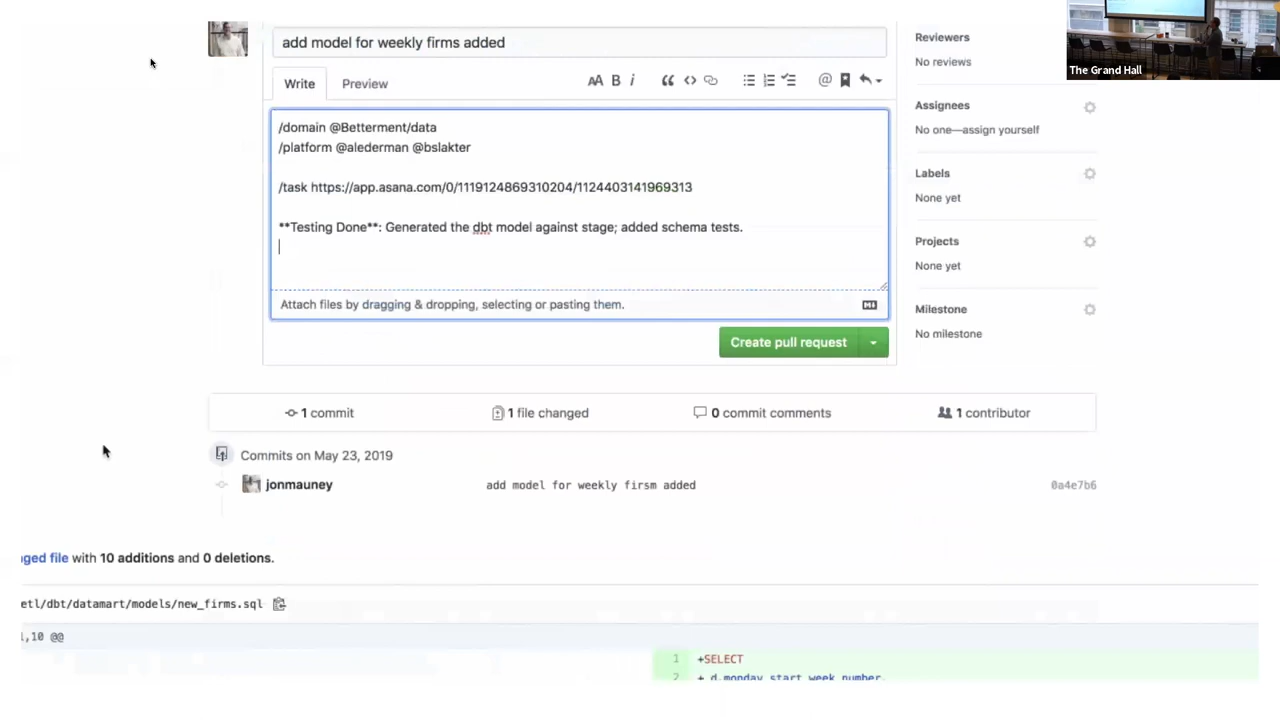 add model for weekly firms added
Reviewers
No reviews
The Grand Hall
Write
Preview
AA B i
Assignees
No one—assign yourself
/domain @Betterment/data
/platform @alederman @bslakter
Labels
None yet
/task https://app.asana.com/0/1119124869310204/1124403141969313
**Testing Done**: Generated the dbt model against stage; added schema tests.
Projects
None yet
Attach files by dragging & dropping, selecting or pasting them.
Milestone
No milestone
Create pull request
1 commit
1 file changed
0 commit comments
1 contributor
Commits on May 23, 2019
jonmauney
add model for weekly firsm added
0a4e7b6
ged file with 10 additions and 0 deletions.
etl/dbt/datamart/models/new_firms.sql
1,10 @@
1 +SELECT
2 + d.monday_start_week_number,